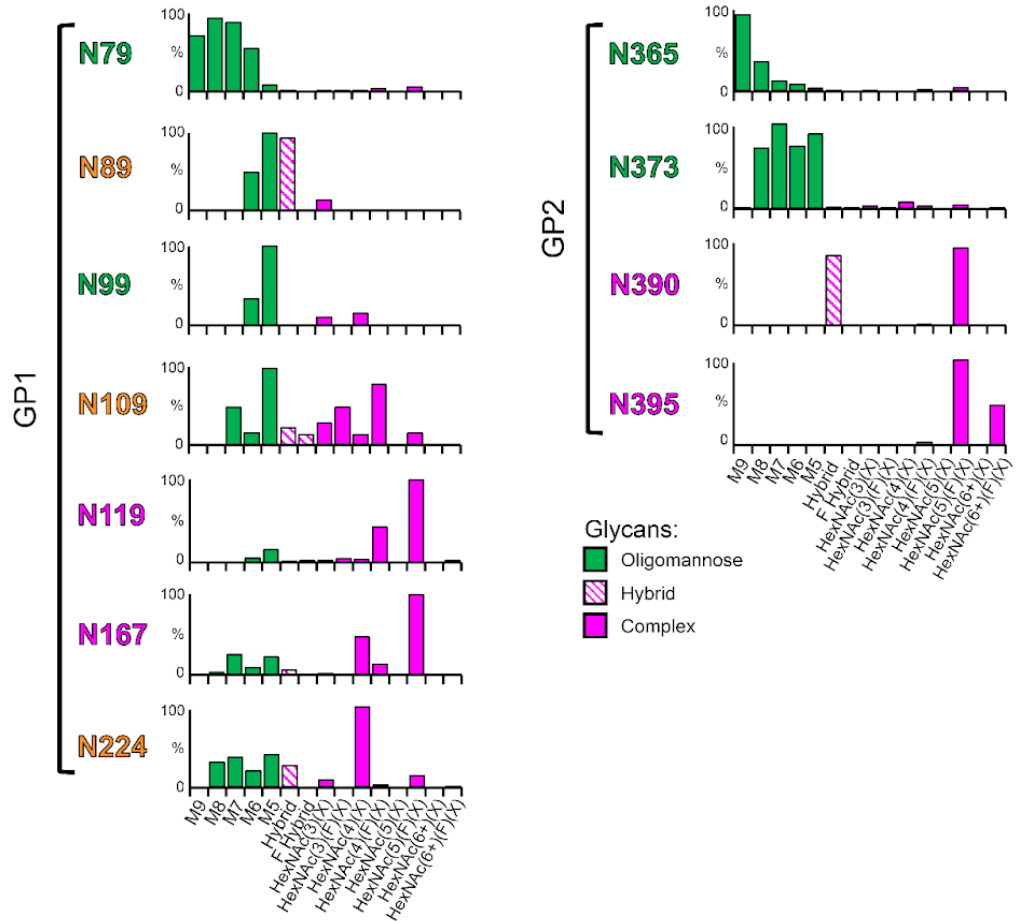 GP1
N79
100
%
0
N89
100
%
0
N99
100
%
0
N109
100
%
0
N119
100
%
0
N167
100
%
0
N224
100
%
0
M9
M8
M7
M6
M5
Hybrid
F Hybrid
HexNAc(3)(X)
HexNAc(3)(F)(X)
HexNAc(4)(X)
HexNAc(4)(F)(X)
HexNAc(5)(X)
HexNAc(5)(F)(X)
HexNAc(6+)(X)
HexNAc(6+)(F)(X)
GP2
N365
100
%
0
N373
100
%
0
N390
100
%
0
N395
100
%
0
M9
M8
M7
M6
M5
Hybrid
F Hybrid
HexNAc(3)(X)
HexNAc(3)(F)(X)
HexNAc(4)(X)
HexNAc(4)(F)(X)
HexNAc(5)(X)
HexNAc(5)(F)(X)
HexNAc(6+)(X)
HexNAc(6+)(F)(X)
Glycans:
Oligomannose
Hybrid
Complex